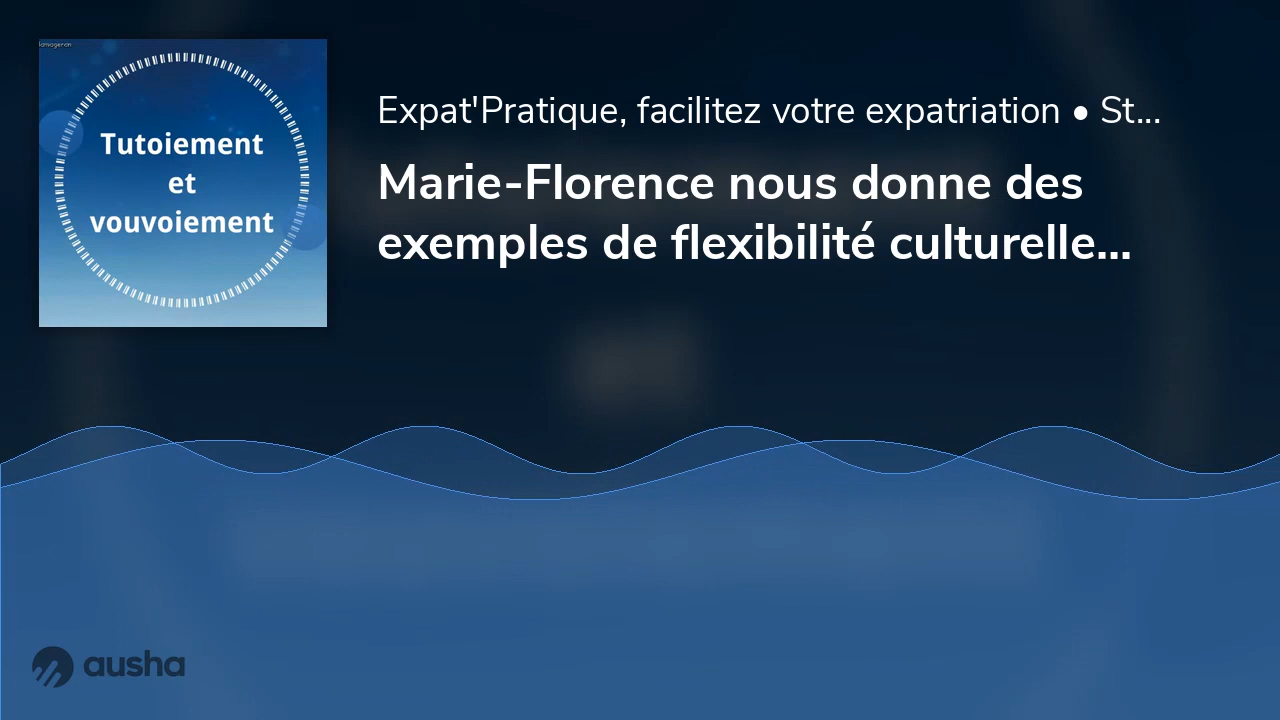 Tutoiement
et
vouvoiement
Expat'Pratique, facilitez votre expatriation • St...
Marie-Florence nous donne des
exemples de flexibilité culturelle...
ausha